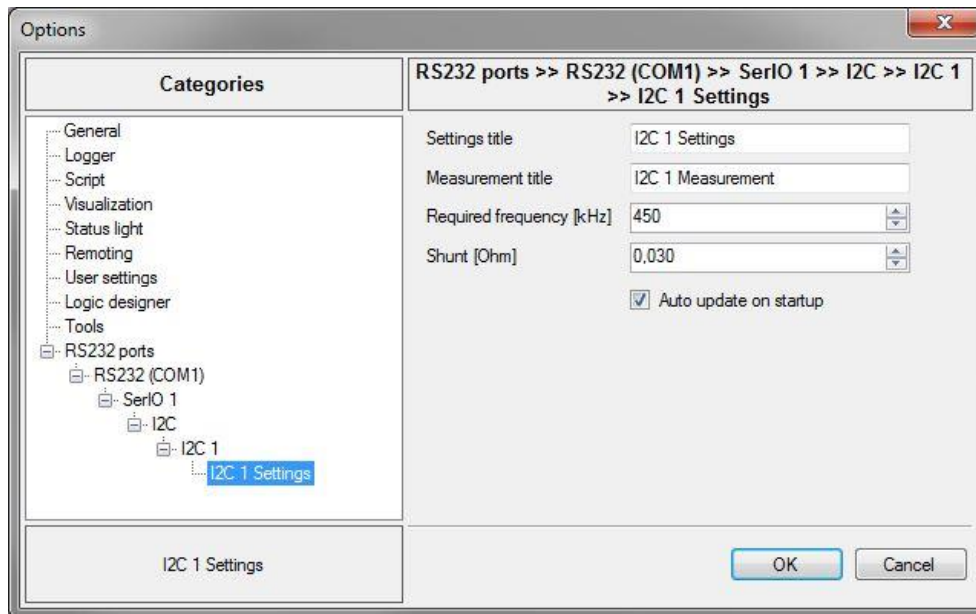 Options
Categories
General
Logger
Script
Visualization
Status light
Remoting
User settings
Logic designer
Tools
RS232 ports
RS232 (COM1)
SerIO 1
I2C
I2C 1
I2C 1 Settings
I2C 1 Settings
RS232 ports >> RS232 (COM1) >> SerIO 1 >> I2C >> I2C 1
>> I2C 1 Settings
Settings title I2C 1 Settings
Measurement title I2C 1 Measurement
Required frequency [kHz] 450
Shunt [Ohm] 0,030
Auto update on startup
OK Cancel